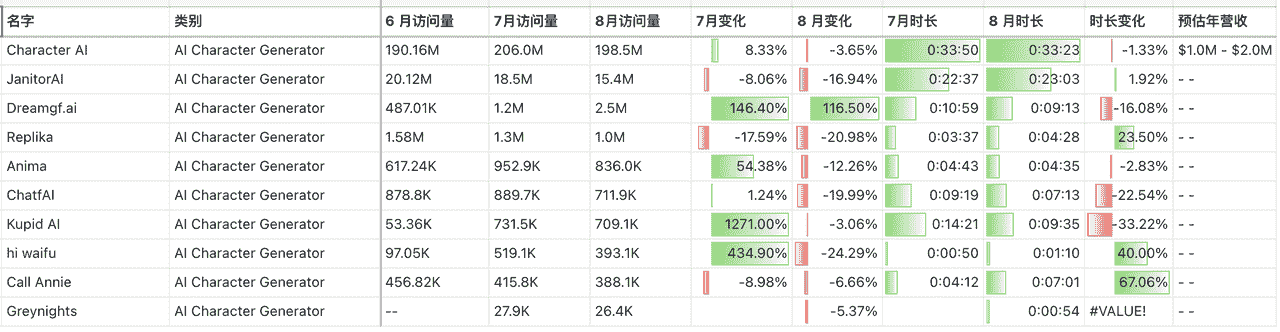 名字 类别 6 月访问量 7月访问量 8月访问量 7月变化 8 月变化 7月时长 8 月时长 时长变化 预估年营收
Character AI AI Character Generator 190.16M 206.0M 198.5M 8.33% -3.65% 0:33:50 0:33:23 -1.33% $1.0M - $2.0M
JanitorAI AI Character Generator 20.12M 18.5M 15.4M -8.06% -16.94% 0:22:37 0:23:03 1.92% - -
Dreamgf.ai AI Character Generator 487.01K 1.2M 2.5M 146.40% 116.50% 0:10:59 0:09:13 -16.08% - -
Replika AI Character Generator 1.58M 1.3M 1.0M -17.59% -20.98% 0:03:37 0:04:28 23.50% - -
Anima AI Character Generator 617.24K 952.9K 836.0K 54.38% -12.26% 0:04:43 0:04:35 -2.83% - -
ChatfAI AI Character Generator 878.8K 889.7K 711.9K 1.24% -19.99% 0:09:19 0:07:13 -22.54% - -
Kupid AI AI Character Generator 53.36K 731.5K 709.1K 1271.00% -3.06% 0:14:21 0:09:35 -33.22% - -
hi waifu AI Character Generator 97.05K 519.1K 393.1K 434.90% -24.29% 0:00:50 0:01:10 40.00% - -
Call Annie AI Character Generator 456.82K 415.8K 388.1K -8.98% -6.66% 0:04:12 0:07:01 67.06% - -
Greynights AI Character Generator -- 27.9K 26.4K -5.37% 0:00:54 #VALUE! - -